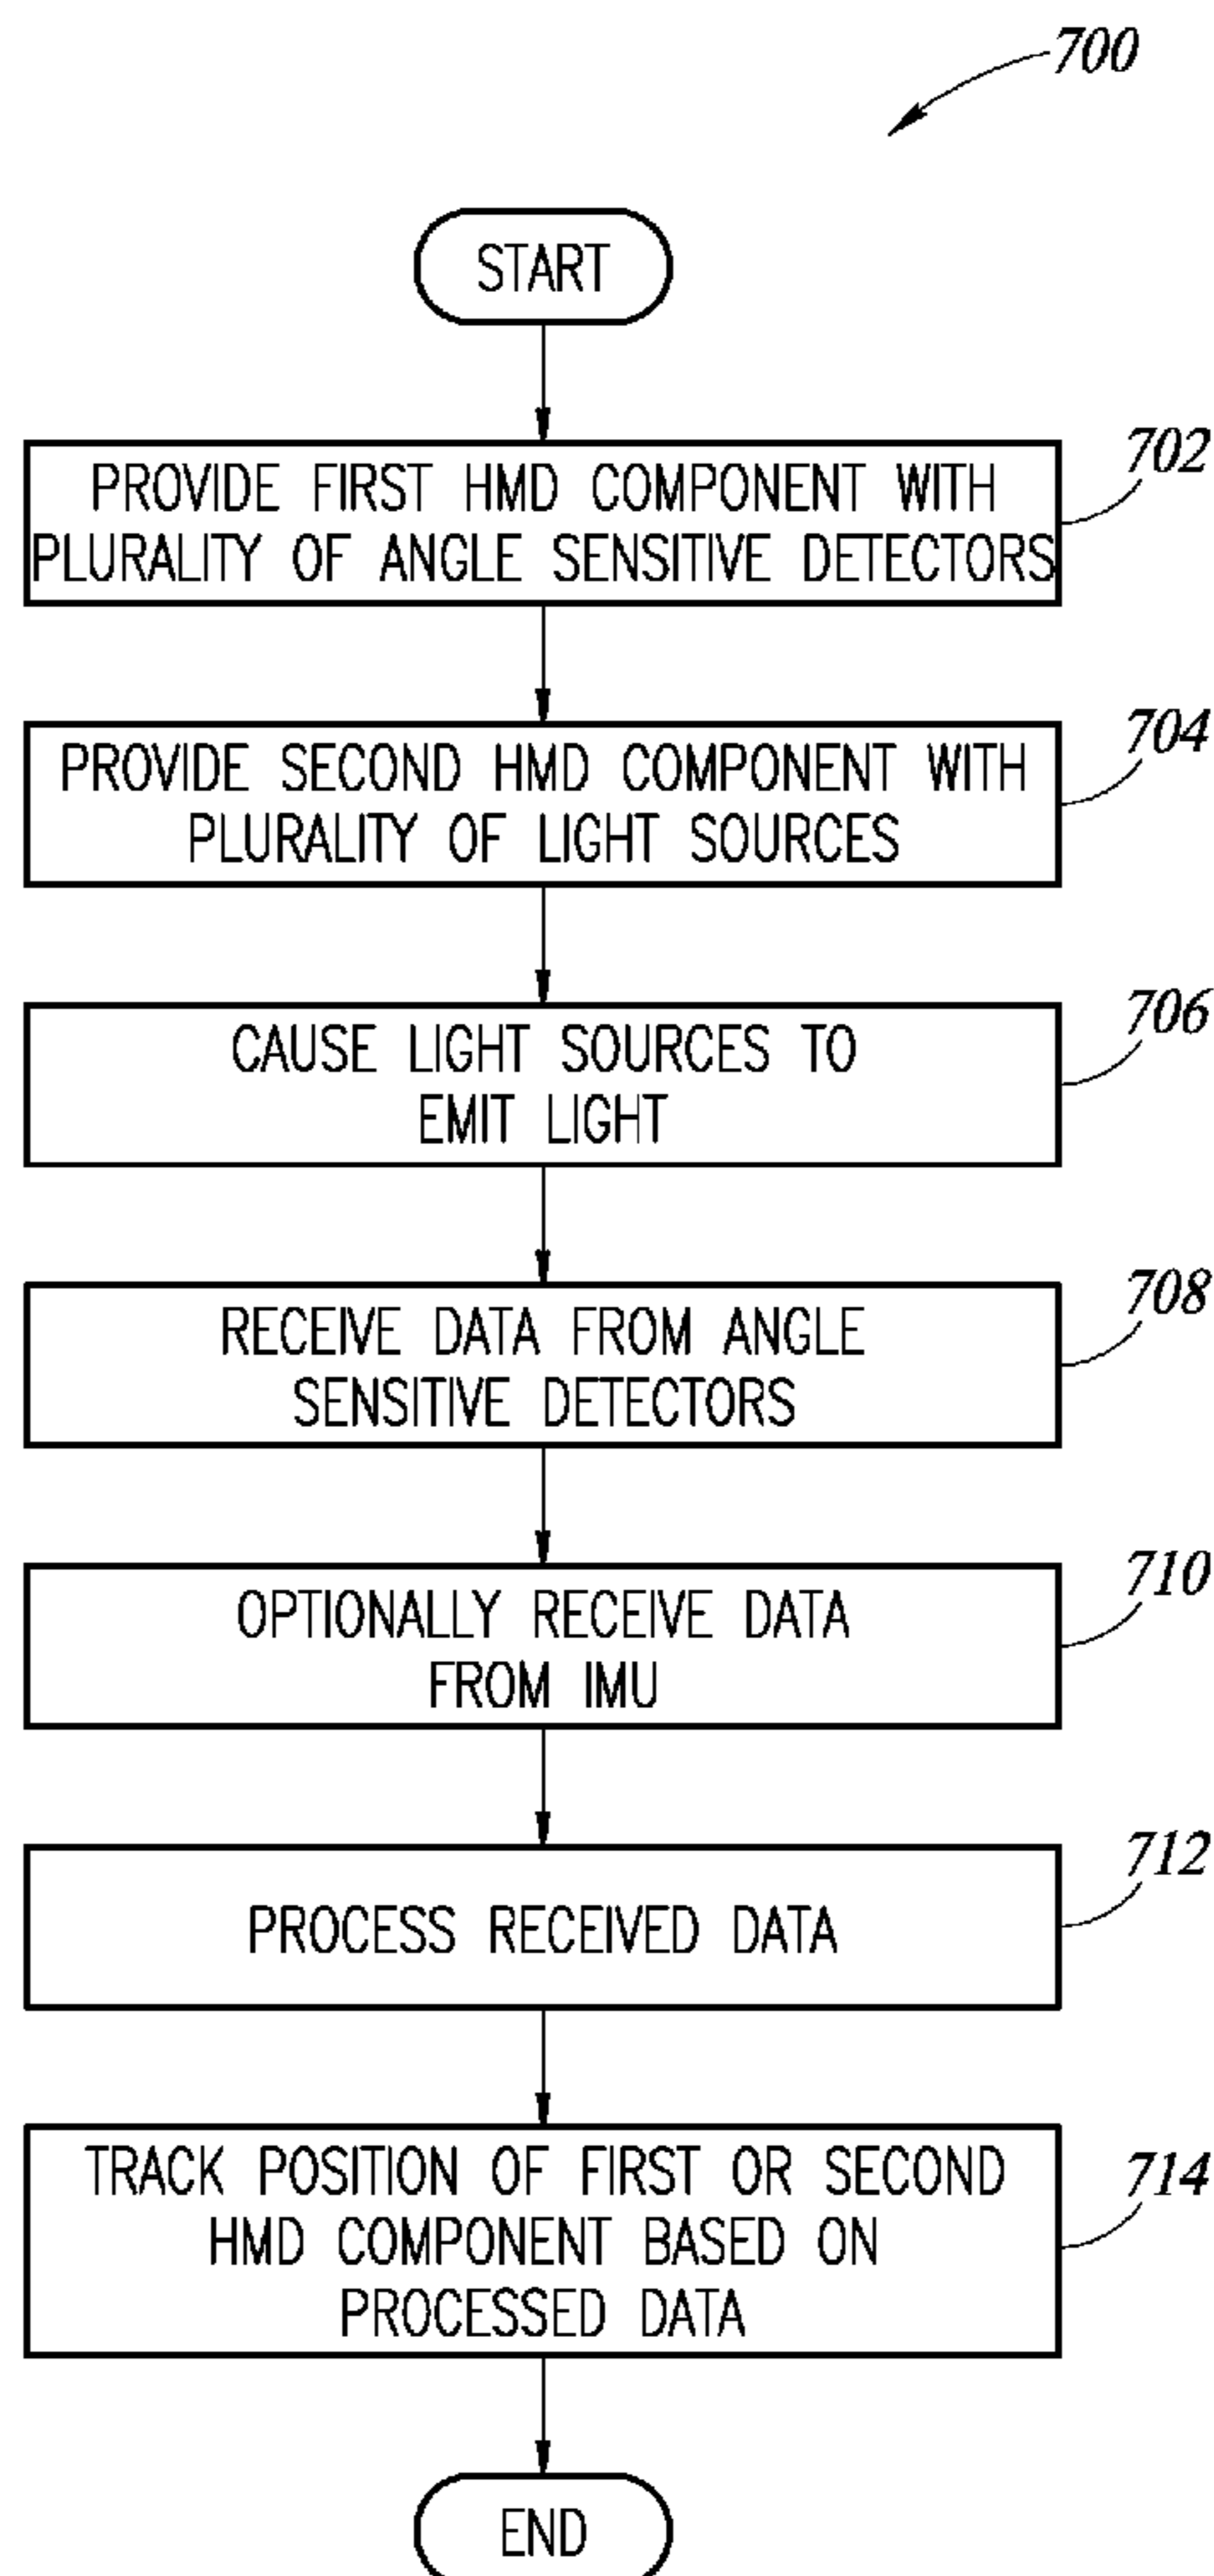 700
START
702
PROVIDE FIRST HMD COMPONENT WITH
PLURALITY OF ANGLE SENSITIVE DETECTORS
704
PROVIDE SECOND HMD COMPONENT WITH
PLURALITY OF LIGHT SOURCES
706
CAUSE LIGHT SOURCES TO
EMIT LIGHT
708
RECEIVE DATA FROM ANGLE
SENSITIVE DETECTORS
710
OPTIONALLY RECEIVE DATA
FROM IMU
712
PROCESS RECEIVED DATA
714
TRACK POSITION OF FIRST OR SECOND
HMD COMPONENT BASED ON
PROCESSED DATA
END